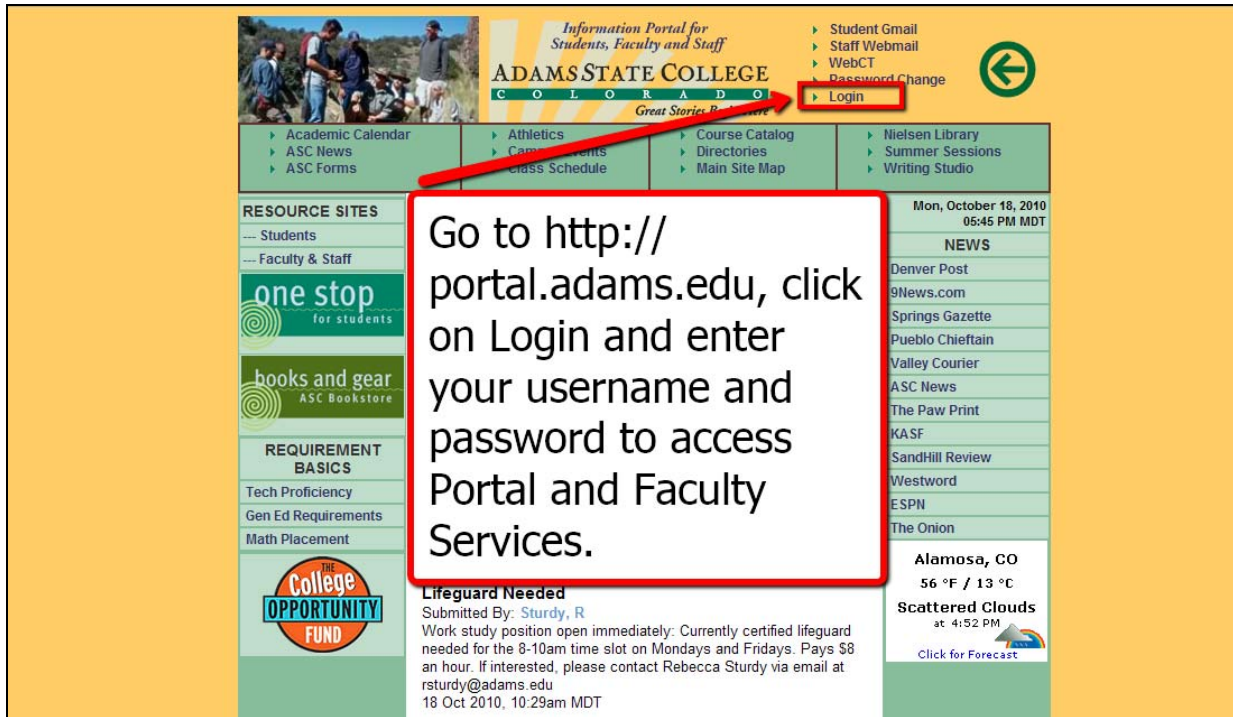 Information Portal for
Students, Faculty and Staff
ADAMS STATE COLLEGE
COLORADO
Great Stories
Student Gmail
Staff Webmail
WebCT
Password Change
Login
Academic Calendar
ASC News
ASC Forms
Athletics
Campus Events
Class Schedule
Course Catalog
Directories
Main Site Map
Nielsen Library
Summer Sessions
Writing Studio
RESOURCE SITES
--- Students
--- Faculty & Staff
one stop
for students
books and gear
ASC Bookstore
REQUIREMENT
BASICS
Tech Proficiency
Gen Ed Requirements
Math Placement
THE
College
OPPORTUNITY
FUND
Go to http://
portal.adams.edu, click
on Login and enter
your username and
password to access
Portal and Faculty
Services.
Lifeguard Needed
Submitted By: Sturdy, R
Work study position open immediately: Currently certified lifeguard
needed for the 8-10am time slot on Mondays and Fridays. Pays $8
an hour. If interested, please contact Rebecca Sturdy via email at
rsturdy@adams.edu
18 Oct 2010, 10:29am MDT
Mon, October 18, 2010
05:45 PM MDT
NEWS
Denver Post
9News.com
Springs Gazette
Pueblo Chieftain
Valley Courier
ASC News
The Paw Print
KASF
SandHill Review
Westword
ESPN
The Onion
Alamosa, CO
56 °F / 13 °C
Scattered Clouds
at 4:52 PM
Click for Forecast